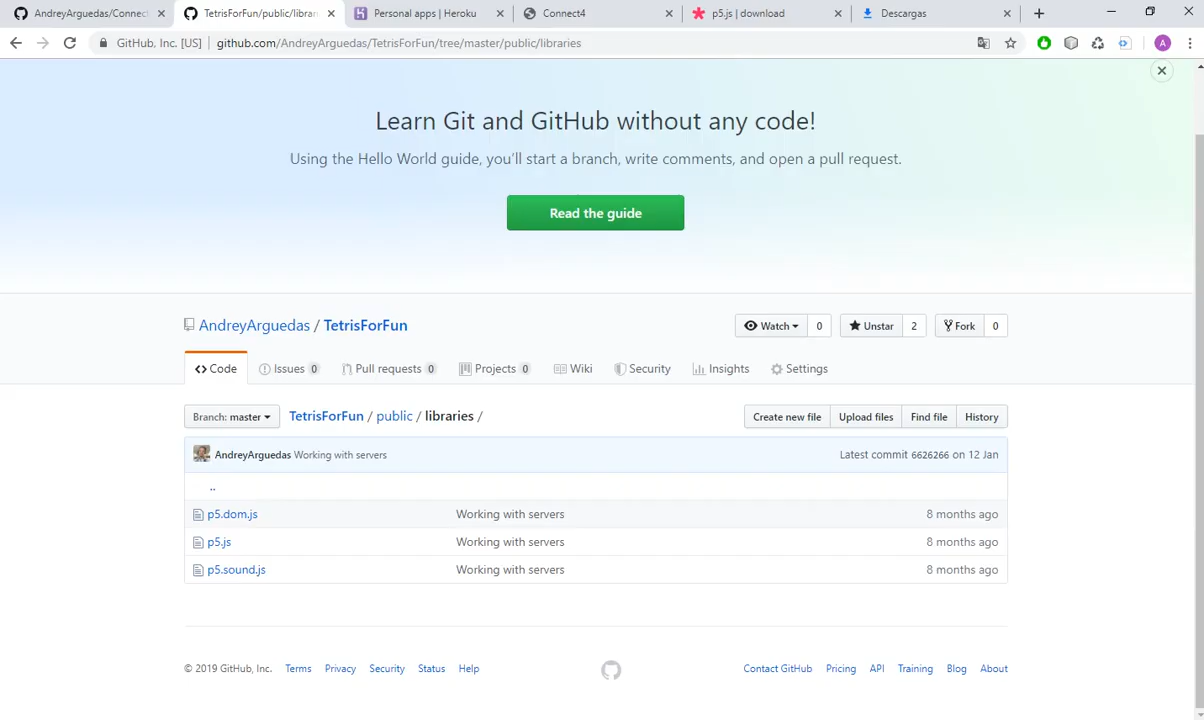 AndreyArguedas/Connect
TetrisForFun/public/librari
Personal apps | Heroku
Connect4
p5.js | download
Descargas
GitHub, Inc. [US] | github.com/AndreyArguedas/TetrisForFun/tree/master/public/libraries
A
Learn Git and GitHub without any code!
Using the Hello World guide, you'll start a branch, write comments, and open a pull request.
Read the guide
AndreyArguedas / TetrisForFun
Watch 0 Unstar 2 Fork 0
Code Issues 0 Pull requests 0 Projects 0 Wiki Security Insights Settings
Branch: master TetrisForFun / public / libraries / Create new file Upload files Find file History
AndreyArguedas Working with servers Latest commit 6626266 on 12 Jan
..
p5.dom.js Working with servers 8 months ago
p5.js Working with servers 8 months ago
p5.sound.js Working with servers 8 months ago
© 2019 GitHub, Inc. Terms Privacy Security Status Help Contact GitHub Pricing API Training Blog About